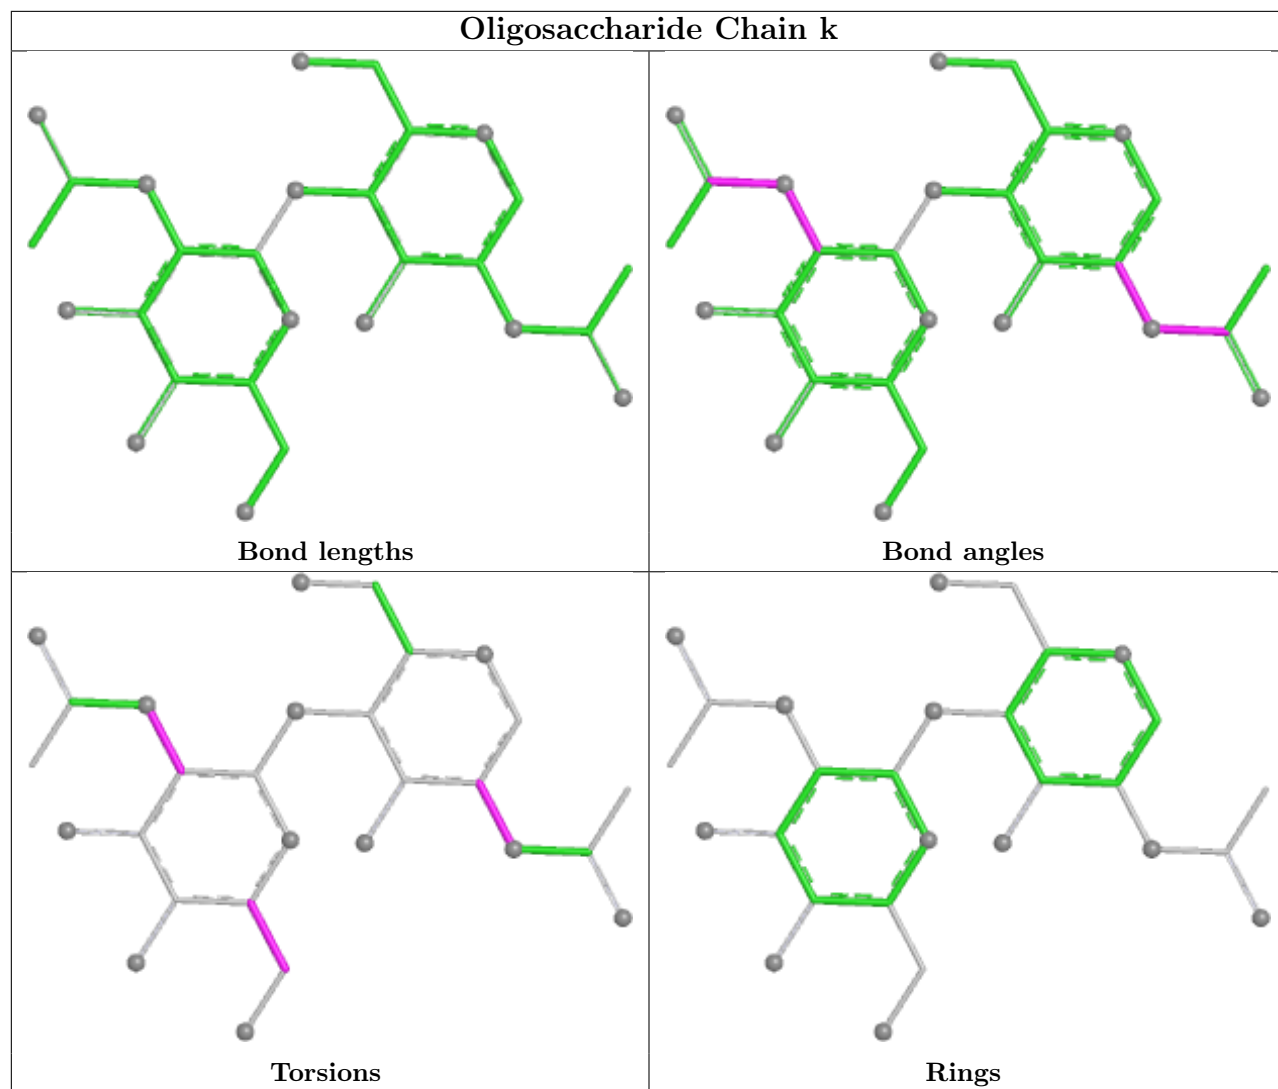 Oligosaccharide Chain k
Bond lengths
Bond angles
Torsions
Rings